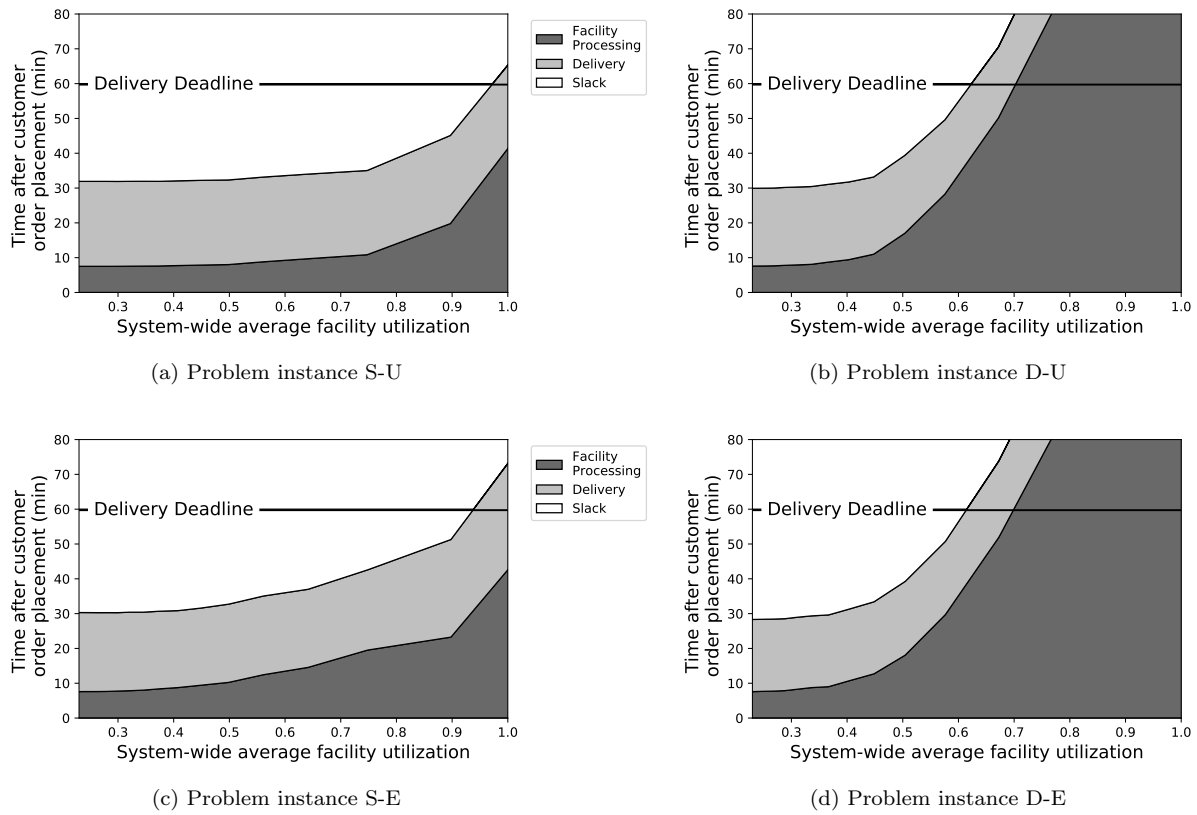 80
70
60
50
40
30
20
10
0
Time after customer
order placement (min)
Delivery Deadline
0.3 0.4 0.5 0.6 0.7 0.8 0.9 1.0
System-wide average facility utilization
Facility
Processing
Delivery
Slack
(a) Problem instance S-U
80
70
60
50
40
30
20
10
0
Time after customer
order placement (min)
Delivery Deadline
0.3 0.4 0.5 0.6 0.7 0.8 0.9 1.0
System-wide average facility utilization
(b) Problem instance D-U
80
70
60
50
40
30
20
10
0
Time after customer
order placement (min)
Delivery Deadline
0.3 0.4 0.5 0.6 0.7 0.8 0.9 1.0
System-wide average facility utilization
Facility
Processing
Delivery
Slack
(c) Problem instance S-E
80
70
60
50
40
30
20
10
0
Time after customer
order placement (min)
Delivery Deadline
0.3 0.4 0.5 0.6 0.7 0.8 0.9 1.0
System-wide average facility utilization
(d) Problem instance D-E